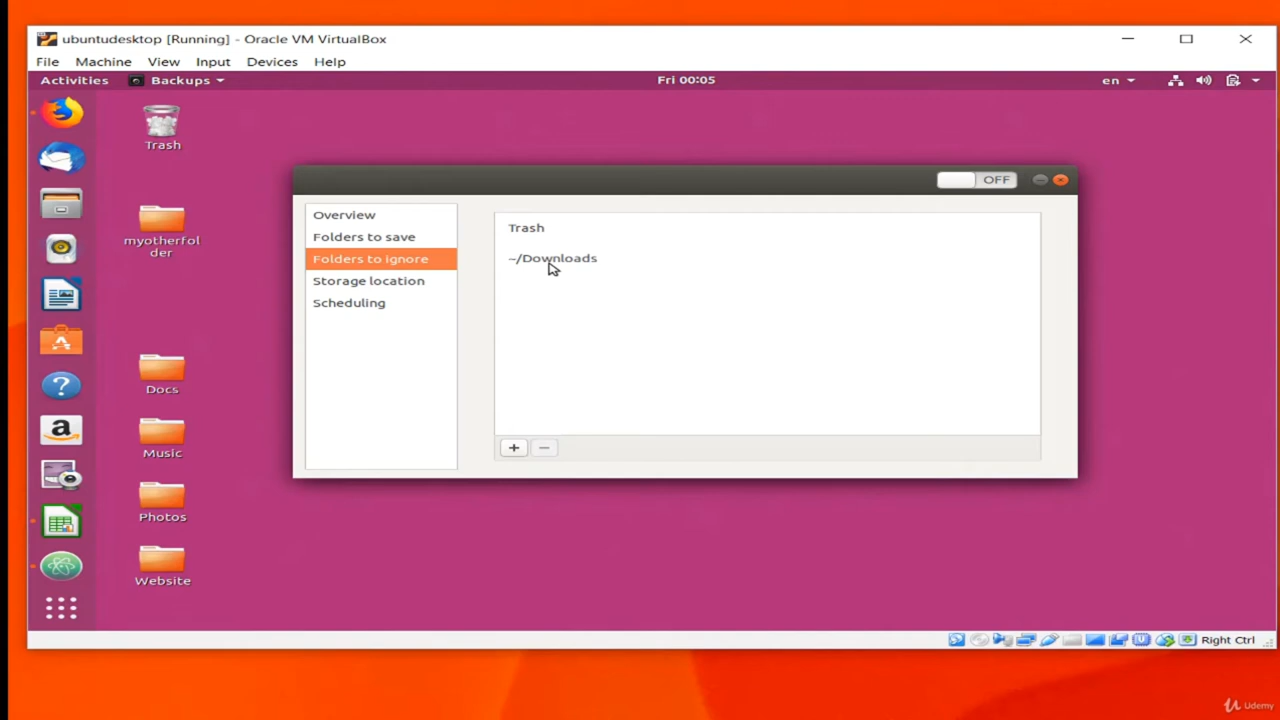 ubuntudesktop [Running] - Oracle VM VirtualBox
File Machine View Input Devices Help
Activities Backups Fri 00:05 en
Trash
myotherfol
der
Docs
Music
Photos
Website
OFF
Overview
Folders to save
Folders to ignore
Storage location
Scheduling
Trash
~/Downloads
Right Ctrl
Udemy